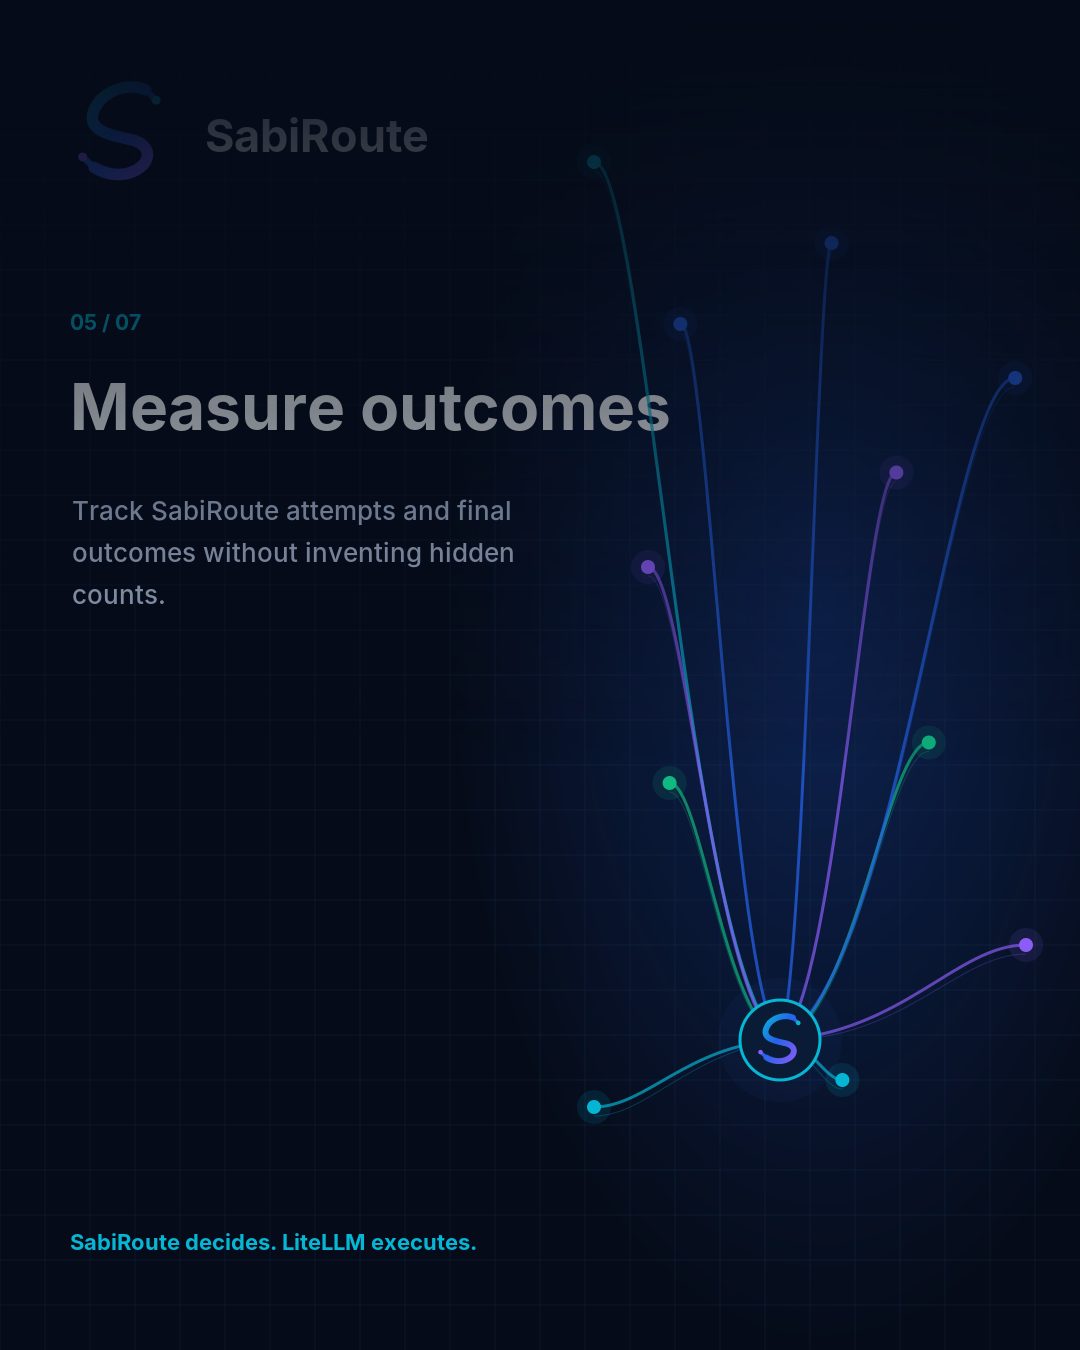 SabiRoute
05 / 07
Measure outcomes
Track SabiRoute attempts and final
outcomes without inventing hidden
counts.
SabiRoute decides. LiteLLM executes.